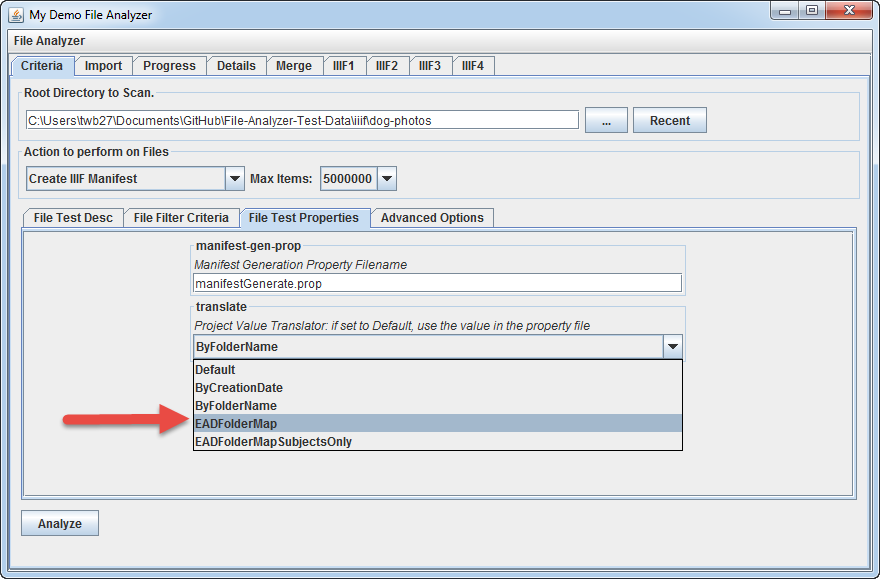 My Demo File Analyzer
File Analyzer
Criteria Import Progress Details Merge IIIF1 IIIF2 IIIF3 IIIF4
Root Directory to Scan.
C:\Users\twb27\Documents\GitHub\File-Analyzer-Test-Data\iiif\dog-photos ... Recent
Action to perform on Files
Create IIIF Manifest Max Items: 5000000
File Test Desc File Filter Criteria File Test Properties Advanced Options
manifest-gen-prop
Manifest Generation Property Filename
manifestGenerate.prop
translate
Project Value Translator: if set to Default, use the value in the property file
ByFolderName
Default
ByCreationDate
ByFolderName
EADFolderMap
EADFolderMapSubjectsOnly
Analyze